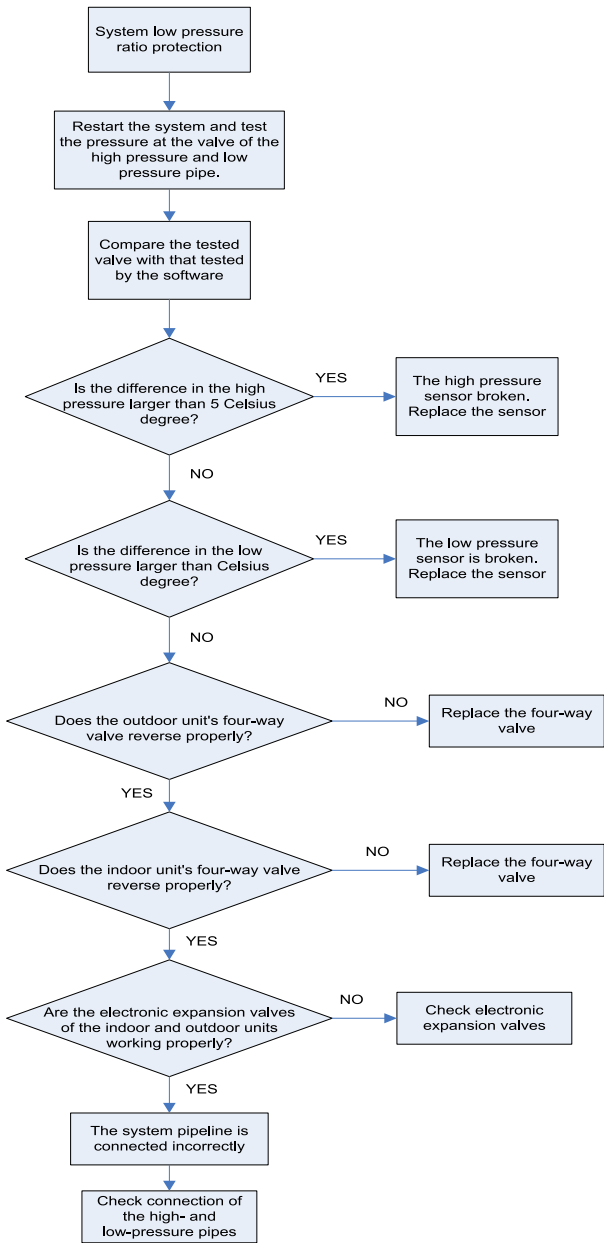 System low pressure
ratio protection
Restart the system and test
the pressure at the valve of the
high pressure and low
pressure pipe.
Compare the tested
valve with that tested
by the software
Is the difference in the high
pressure larger than 5 Celsius
degree?
YES
The high pressure
sensor broken.
Replace the sensor
NO
Is the difference in the low
pressure larger than Celsius
degree?
YES
The low pressure
sensor is broken.
Replace the sensor
NO
Does the outdoor unit's four-way
valve reverse properly?
NO
Replace the four-way
valve
YES
Does the indoor unit's four-way valve
reverse properly?
NO
Replace the four-way
valve
YES
Are the electronic expansion valves
of the indoor and outdoor units
working properly?
NO
Check electronic
expansion valves
YES
The system pipeline is
connected incorrectly
Check connection of
the high- and
low-pressure pipes